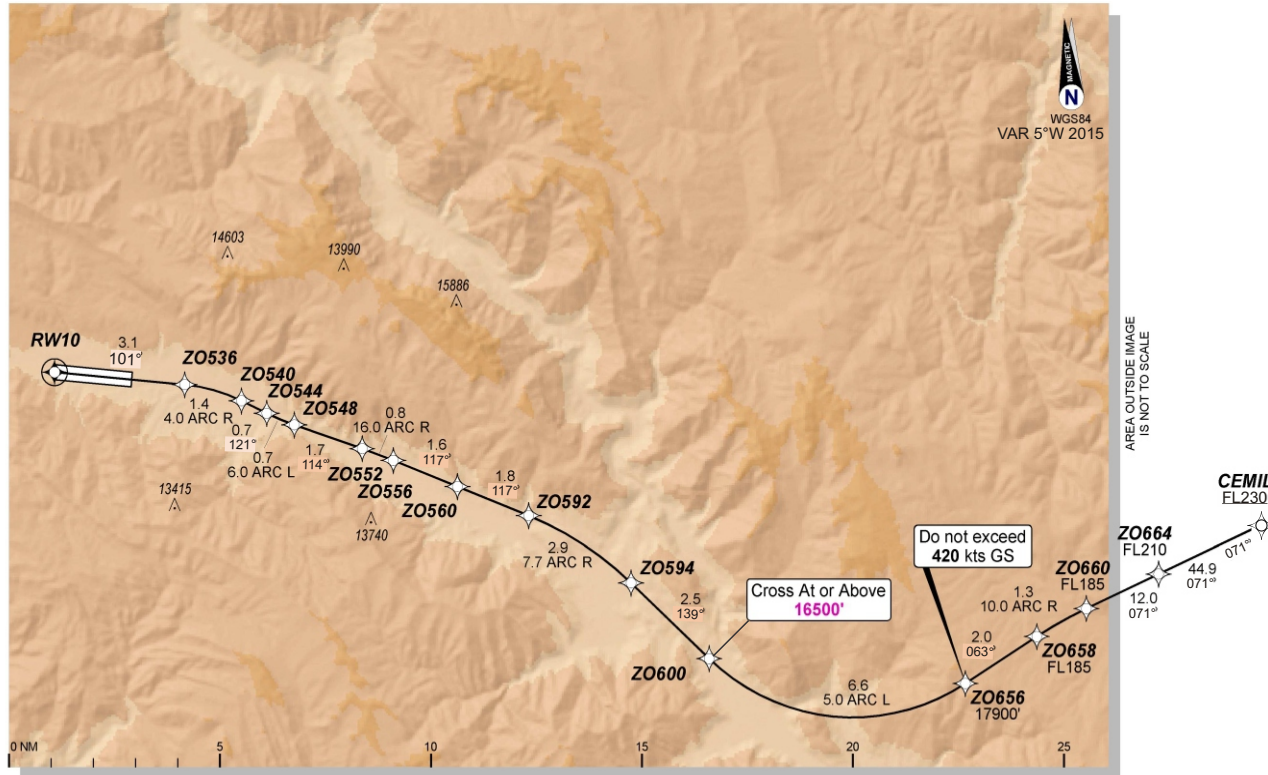 MAGNETIC
N
WGS84
VAR 5°W 2015
14603
13990
15886
RW10
3.1
101°
ZO536
ZO540
ZO544
ZO548
1.4
4.0 ARC R
0.7
121°
0.7
6.0 ARC L
0.8
16.0 ARC R
1.7
114°
ZO552
ZO556
ZO560
1.6
117°
1.8
117°
ZO592
13415
13740
2.9
7.7 ARC R
ZO594
2.5
139°
Cross At or Above
16500'
ZO600
6.6
5.0 ARC L
Do not exceed
420 kts GS
ZO656
17900'
2.0
063°
ZO658
FL185
1.3
10.0 ARC R
ZO660
FL185
ZO664
FL210
12.0
071°
44.9
071°
071°
CEMIL
FL230
AREA OUTSIDE IMAGE
IS NOT TO SCALE
0 NM
5
10
15
20
25